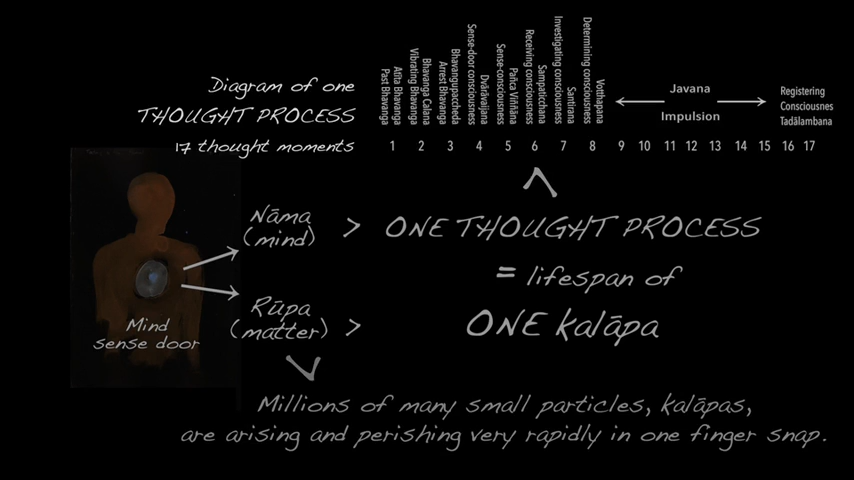 Diagram of one
THOUGHT PROCESS
17 thought moments
Past Bhavanga
Atīta Bhavanga
Vibrating Bhavanga
Bhavanga Calana
Arrest Bhavanga
Bhavangupaccheda
Sense-door consciousness
Dvārāvaijana
Sense-consciousness
Pañca Viññāna
Receiving consciousness
Sampaticchana
Investigating consciousness
Santirana
Determining consciousness
Votthapana
Javana
Impulsion
Registering
Consciousnes
Tadālambana
1 2 3 4 5 6 7 8 9 10 11 12 13 14 15 16 17
Nāma
(mind)
> ONE THOUGHT PROCESS
= lifespan of
Rūpa
(matter)
> ONE kalāpa
Mind
sense door
Millions of many small particles, kalāpas,
are arising and perishing very rapidly in one finger snap.